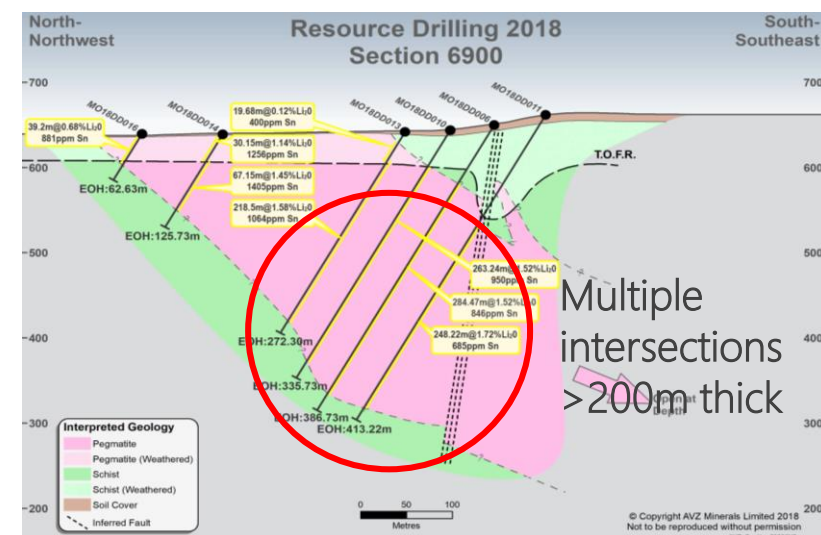 North-
Northwest
Resource Drilling 2018
Section 6900
South-
Southeast
700
700
MO18DD016
MO18DD014
MO18DD013
MO18DD010
MO18DD006
MO18DD011
19.68m@0.12%Li₂0
400ppm Sn
39.2m@0.68%Li₂0
881ppm Sn
30.15m@1.14%Li₂0
1256ppm Sn
T.O.F.R.
600
600
67.15m@1.45%Li₂0
1405ppm Sn
EOH:62.63m
218.5m@1.58%Li₂0
1064ppm Sn
EOH:125.73m
500
500
263.24m@1.52%Li₂0
950ppm Sn
284.47m@1.52%Li₂0
846ppm Sn
248.22m@1.72%Li₂0
685ppm Sn
Multiple
intersections
>200m thick
400
400
EOH:272.30m
EOH:335.73m
Open at
Depth
EOH:386.73m
EOH:413.22m
300
300
Interpreted Geology
Pegmatite
Pegmatite (Weathered)
Schist
Schist (Weathered)
Soil Cover
Inferred Fault
200
200
0 50 100
Metres
© Copyright AVZ Minerals Limited 2018
Not to be reproduced without permission